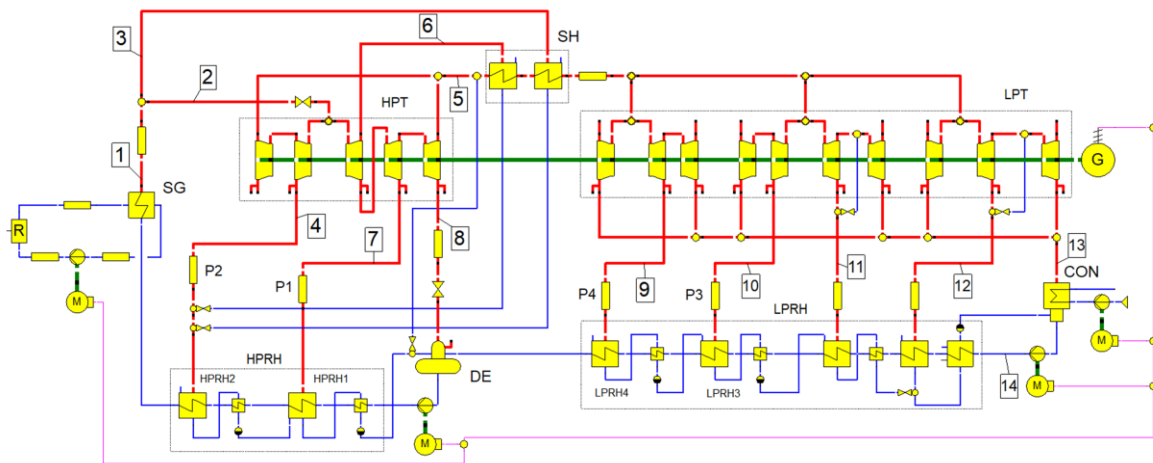 3
6
SH
2
5
HPT
LPT
1
SG
G
R
4
7
8
9
10
11
12
13
P2
P1
P4
P3
CON
M
LPRH
M
HPRH
HPRH2
HPRH1
DE
LPRH4
LPRH3
14
M
M